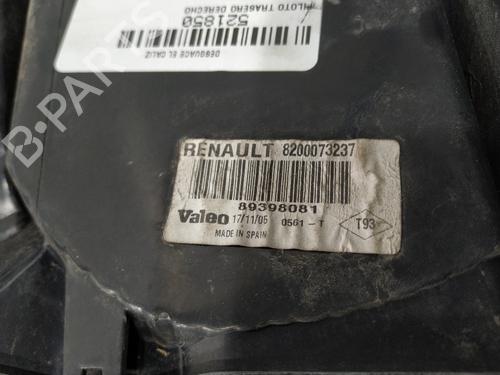 DESGUACE EL CALIZ
521850
PILOTO TRASERO DERECHO
RENAULT 8200073237
89398081
Valeo 17/11/05 0561-T T93
MADE IN SPAIN